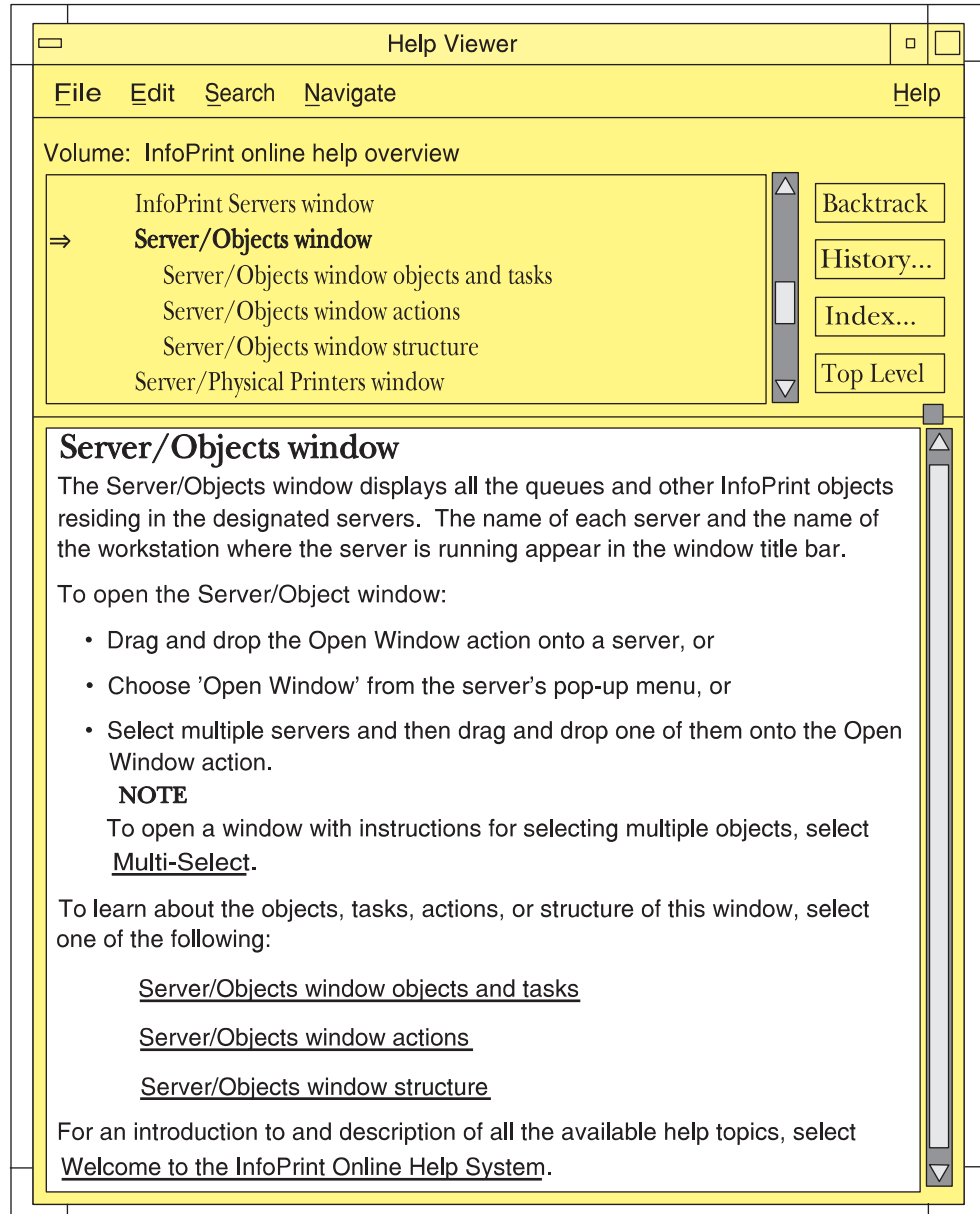 Help Viewer
File Edit Search Navigate Help
Volume: InfoPrint online help overview
InfoPrint Servers window
⇒ Server/Objects window
Server/Objects window objects and tasks
Server/Objects window actions
Server/Objects window structure
Server/Physical Printers window
Backtrack
History...
Index...
Top Level
Server/Objects window
The Server/Objects window displays all the queues and other InfoPrint objects
residing in the designated servers. The name of each server and the name of
the workstation where the server is running appear in the window title bar.
To open the Server/Object window:
• Drag and drop the Open Window action onto a server, or
• Choose 'Open Window' from the server's pop-up menu, or
• Select multiple servers and then drag and drop one of them onto the Open
Window action.
NOTE
To open a window with instructions for selecting multiple objects, select
Multi-Select.
To learn about the objects, tasks, actions, or structure of this window, select
one of the following:
Server/Objects window objects and tasks
Server/Objects window actions
Server/Objects window structure
For an introduction to and description of all the available help topics, select
Welcome to the InfoPrint Online Help System.